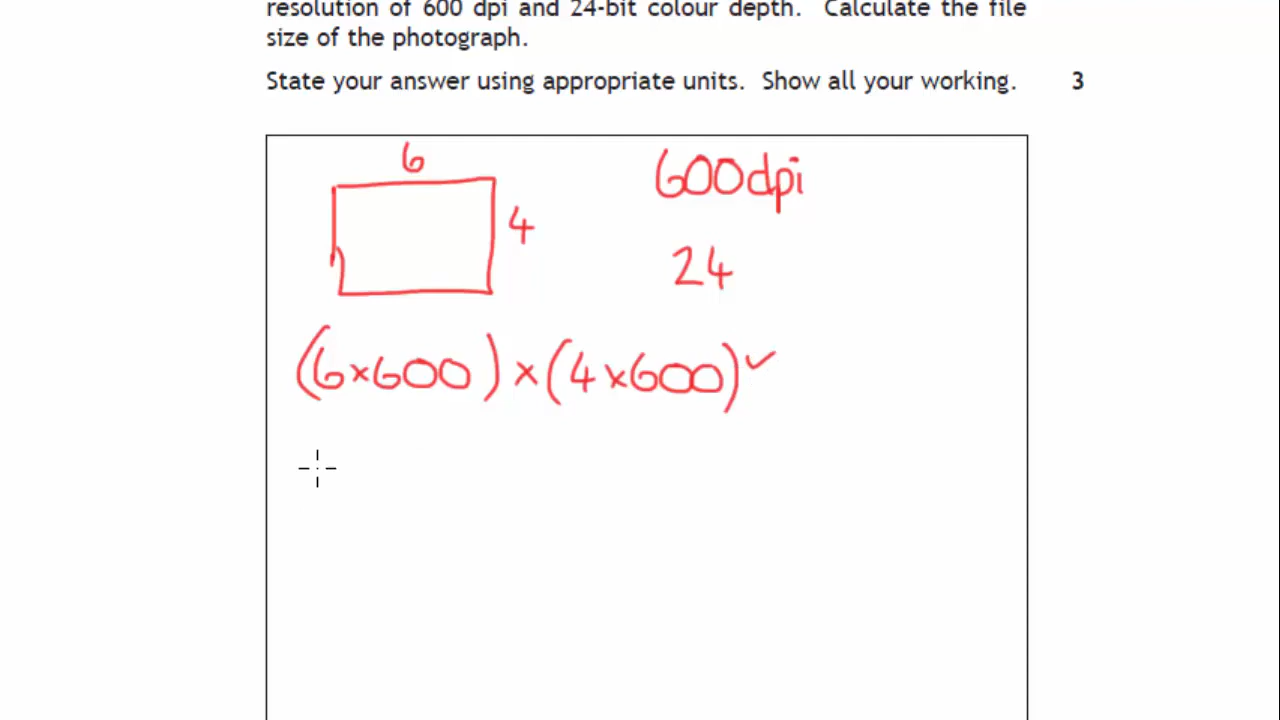 resolution of 600 dpi and 24-bit colour depth. Calculate the file
size of the photograph.
State your answer using appropriate units. Show all your working. 3
6
600dpi
4
24
(6×600) × (4×600)✓